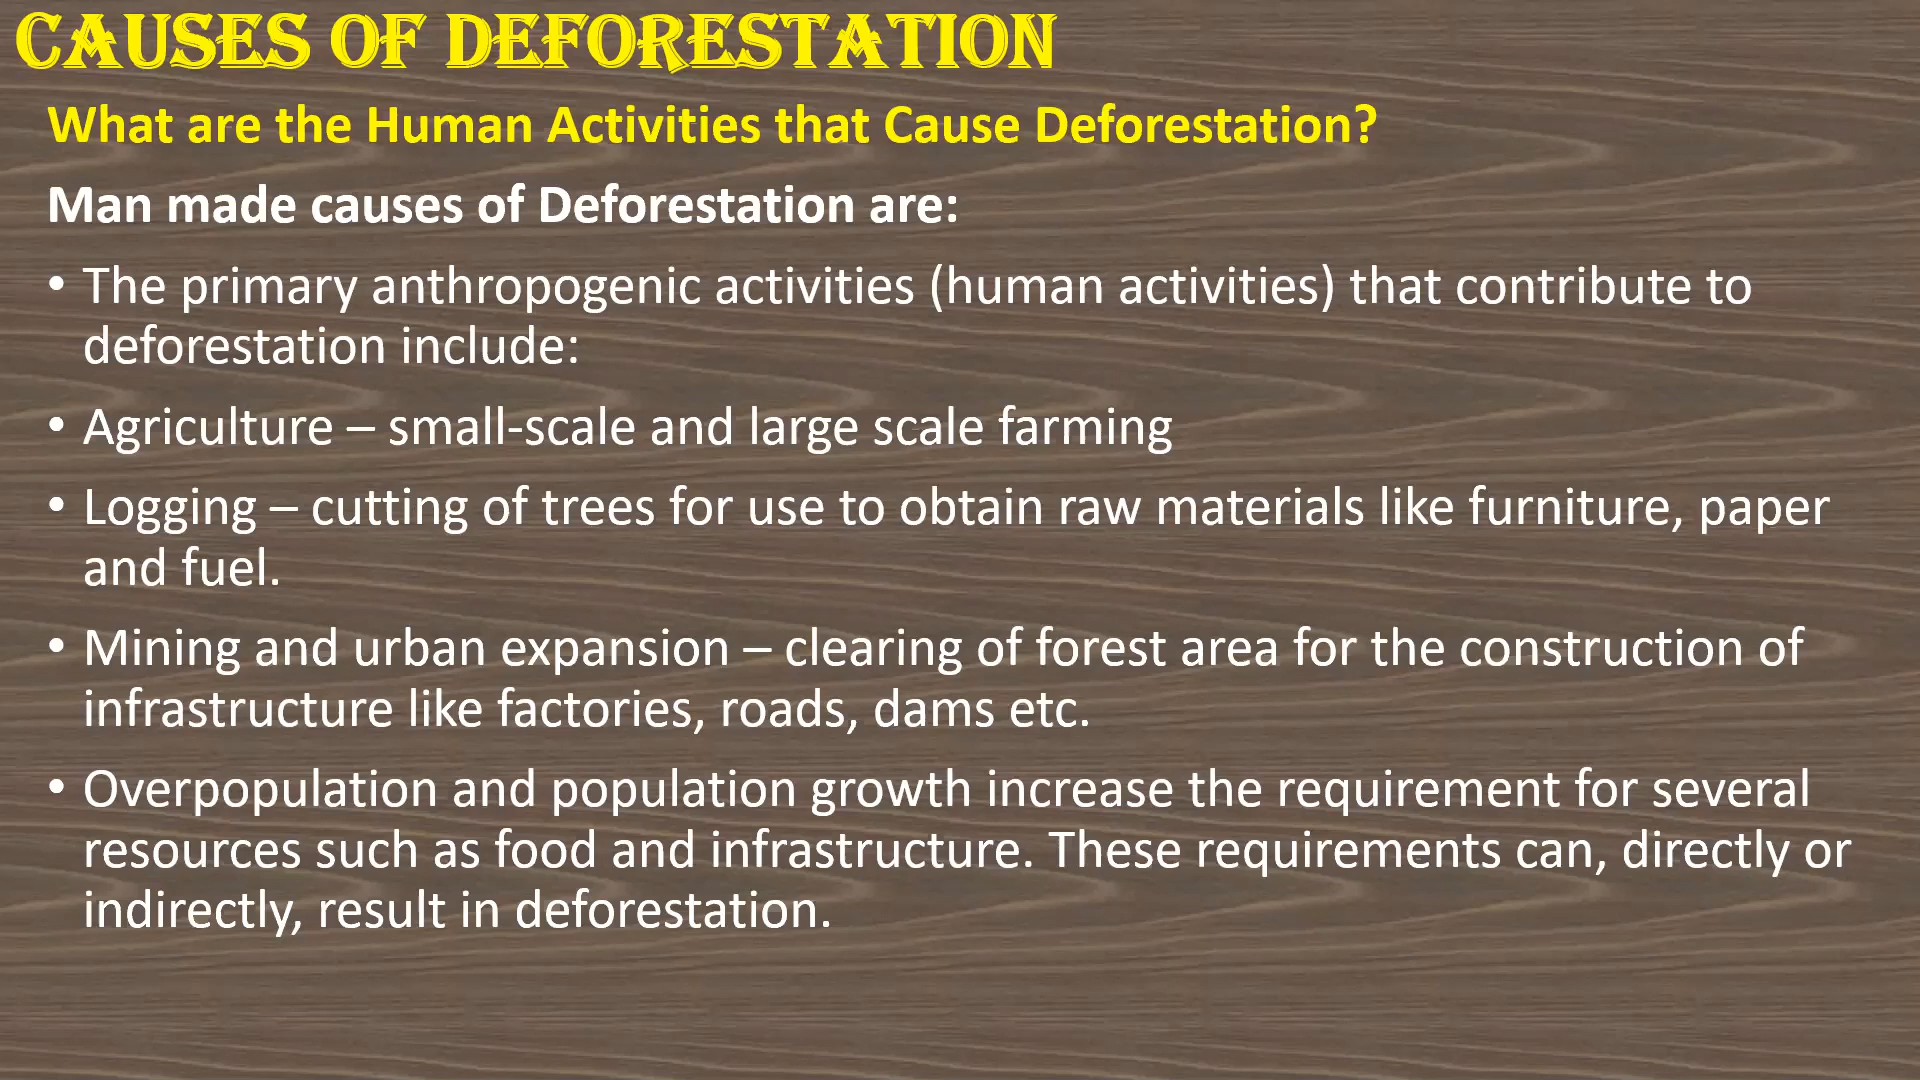 CAUSES OF DEFORESTATION
What are the Human Activities that Cause Deforestation?
Man made causes of Deforestation are:
• The primary anthropogenic activities (human activities) that contribute to
deforestation include:
• Agriculture – small-scale and large scale farming
• Logging – cutting of trees for use to obtain raw materials like furniture, paper
and fuel.
• Mining and urban expansion – clearing of forest area for the construction of
infrastructure like factories, roads, dams etc.
• Overpopulation and population growth increase the requirement for several
resources such as food and infrastructure. These requirements can, directly or
indirectly, result in deforestation.